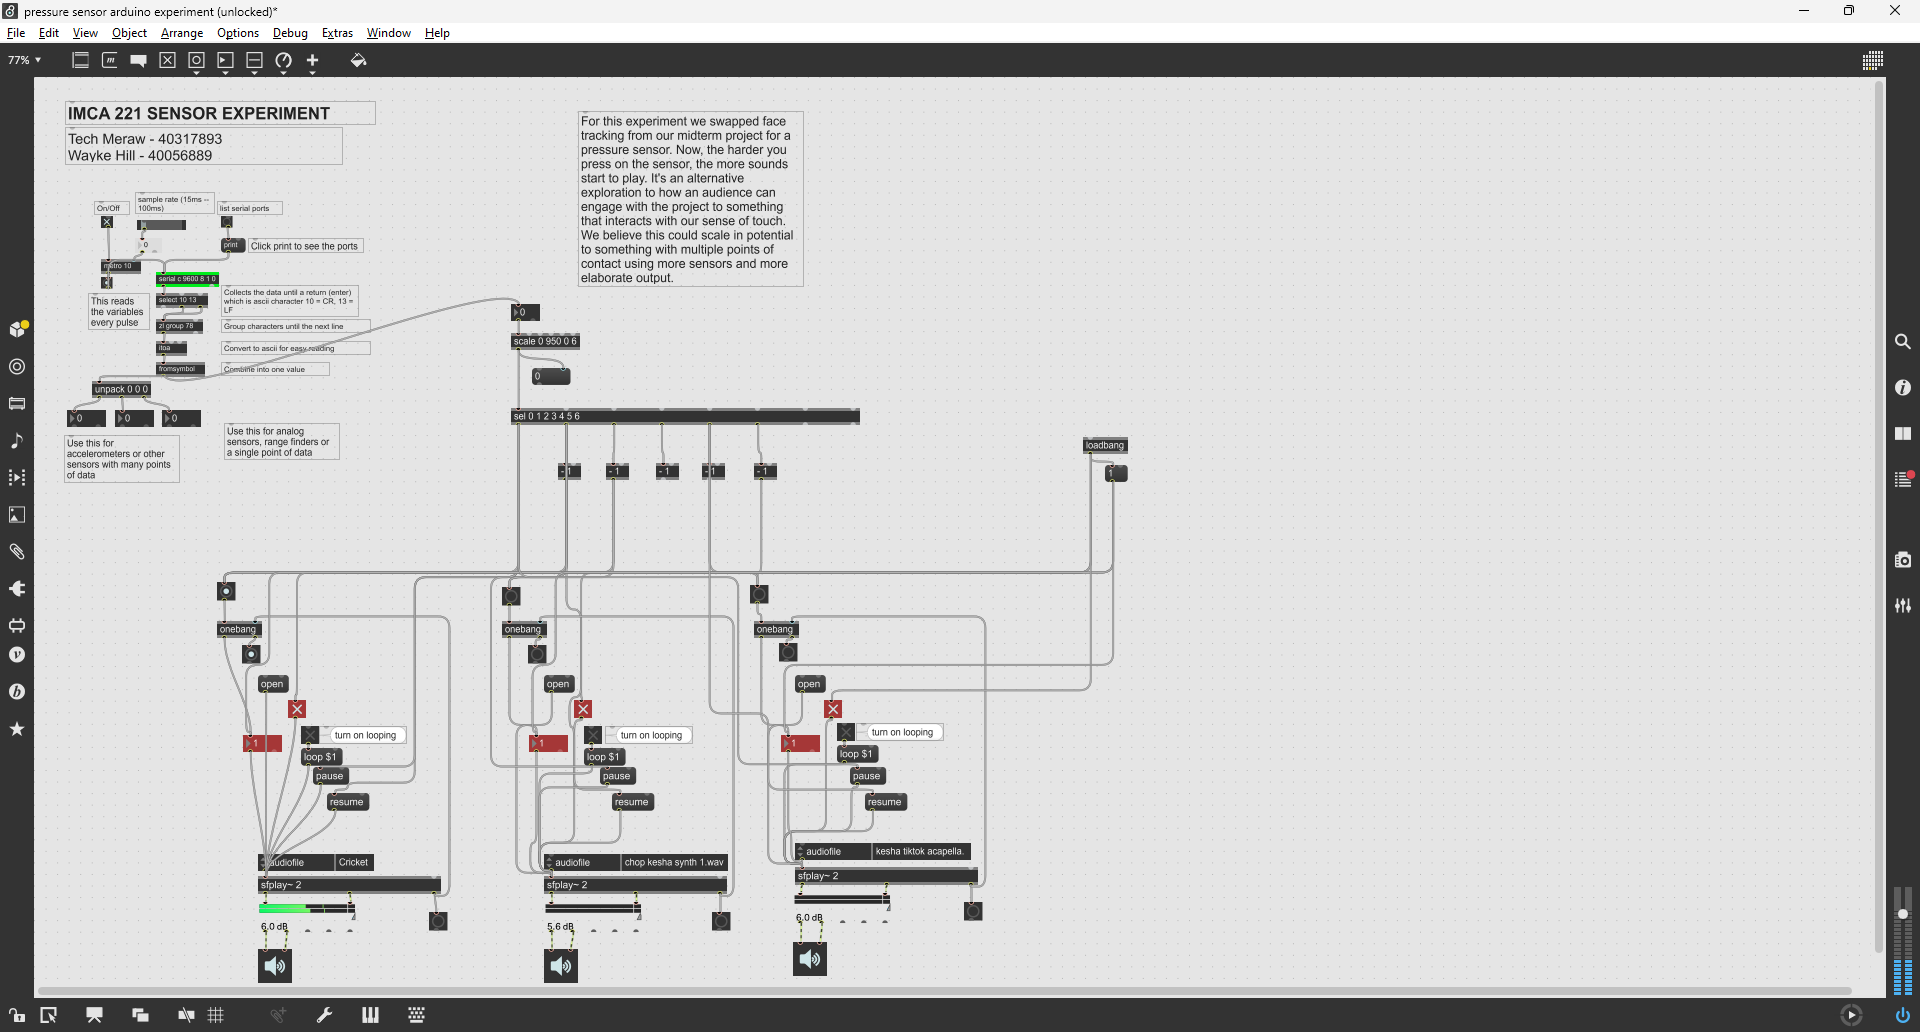 pressure sensor arduino experiment (unlocked)*
File Edit View Object Arrange Options Debug Extras Window Help
77%
IMCA 221 SENSOR EXPERIMENT
Tech Meraw - 40317893
Wayke Hill - 40056889
For this experiment we swapped face
tracking from our midterm project for a
pressure sensor. Now, the harder you
press on the sensor, the more sounds
start to play. It's an alternative
exploration to how an audience can
engage with the project to something
that interacts with our sense of touch.
We believe this could scale in potential
to something with multiple points of
contact using more sensors and more
elaborate output.
On/Off
sample rate (15ms --
100ms)
list serial ports
0
print
Click print to see the ports
metro 10
serial c 9600 8 1 0
This reads
the variables
every pulse
select 10 13
Collects the data until a return (enter)
which is ascii character 10 = CR, 13 =
LF
zl group 78
Group characters until the next line
itoa
Convert to ascii for easy reading
fromsymbol
Combine into one value
unpack 0 0 0
0 0 0
Use this for
accelerometers or other
sensors with many points
of data
Use this for analog
sensors, range finders or
a single point of data
0
scale 0 950 0 6
0
sel 0 1 2 3 4 5 6
- 1 - 1 - 1 - 1 - 1
loadbang
1
onebang
open
turn on looping
1
loop $1
pause
resume
audiofile Cricket
sfplay~ 2
6.0 dB
onebang
open
turn on looping
1
loop $1
pause
resume
audiofile chop kesha synth 1.wav
sfplay~ 2
5.6 dB
onebang
open
turn on looping
1
loop $1
pause
resume
audiofile kesha tiktok acapella.
sfplay~ 2
6.0 dB